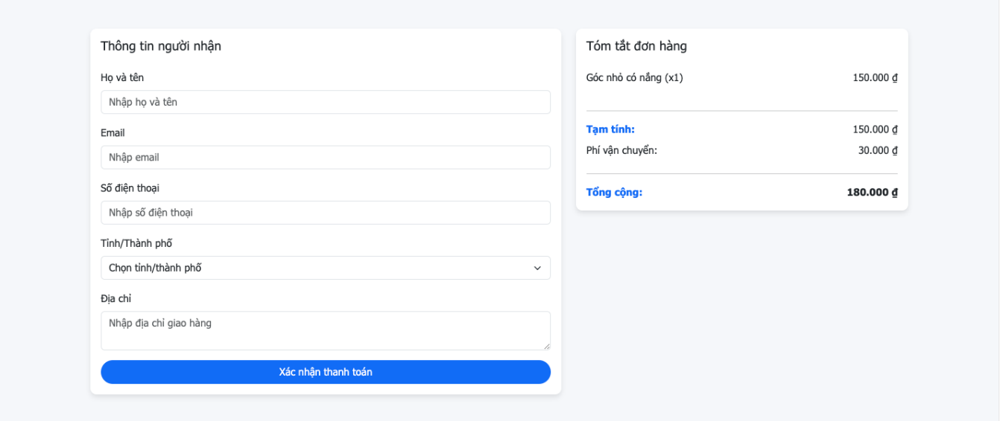 Thông tin người nhận
Họ và tên
Nhập họ và tên
Email
Nhập email
Số điện thoại
Nhập số điện thoại
Tỉnh/Thành phố
Chọn tỉnh/thành phố
Địa chỉ
Nhập địa chỉ giao hàng
Xác nhận thanh toán
Tóm tắt đơn hàng
Góc nhỏ có nắng (x1) 150.000 ₫
Tạm tính: 150.000 ₫
Phí vận chuyển: 30.000 ₫
Tổng cộng: 180.000 ₫